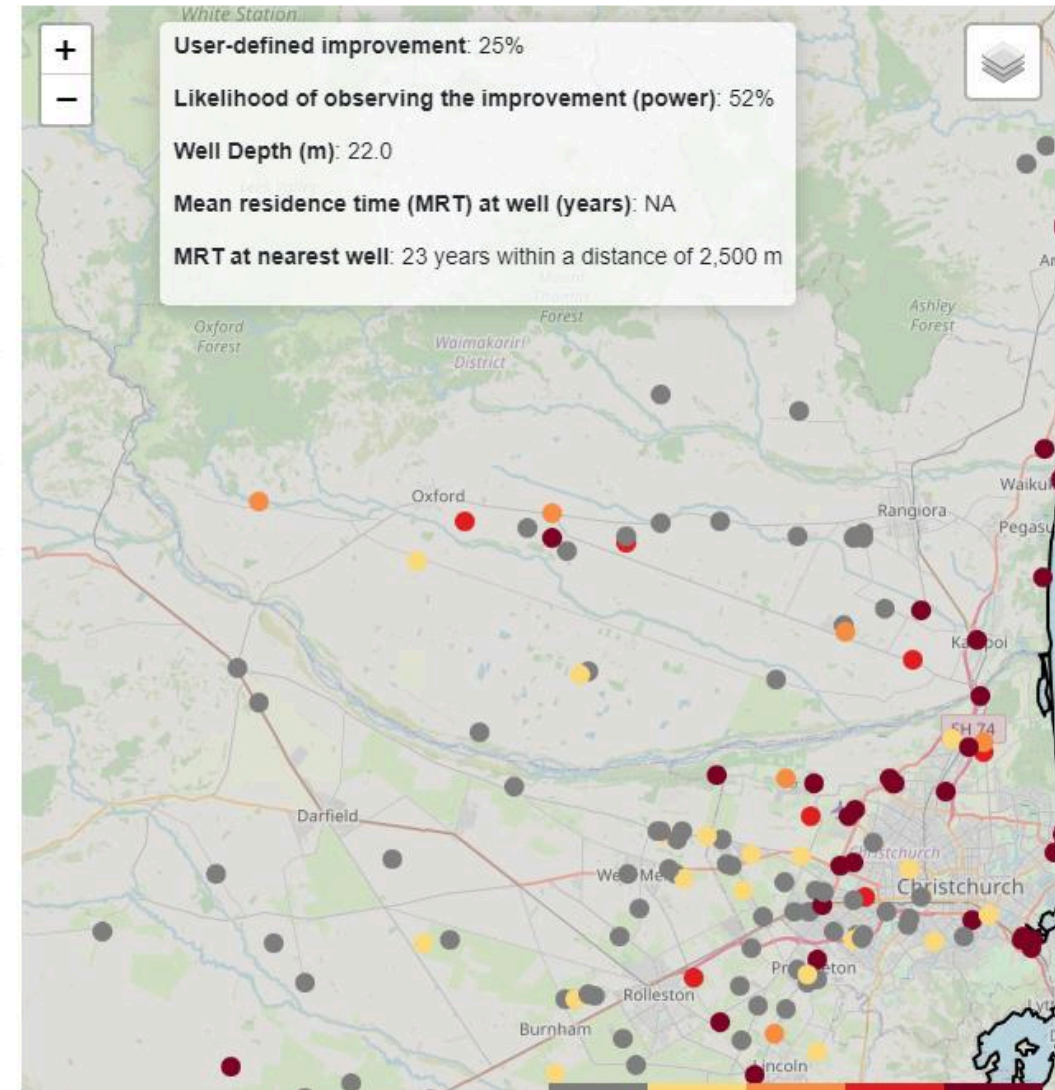 White Station
+
User-defined improvement: 25%
−
Likelihood of observing the improvement (power): 52%
Well Depth (m): 22.0
Mean residence time (MRT) at well (years): NA
MRT at nearest well: 23 years within a distance of 2,500 m
Forest
Oxford
Forest
Ashley
Forest
Waimakariri
District
Oxford
Rangiora
SH 74
Darfield
Christchurch
Christchurch
Rolleston
Burnham
Lincoln